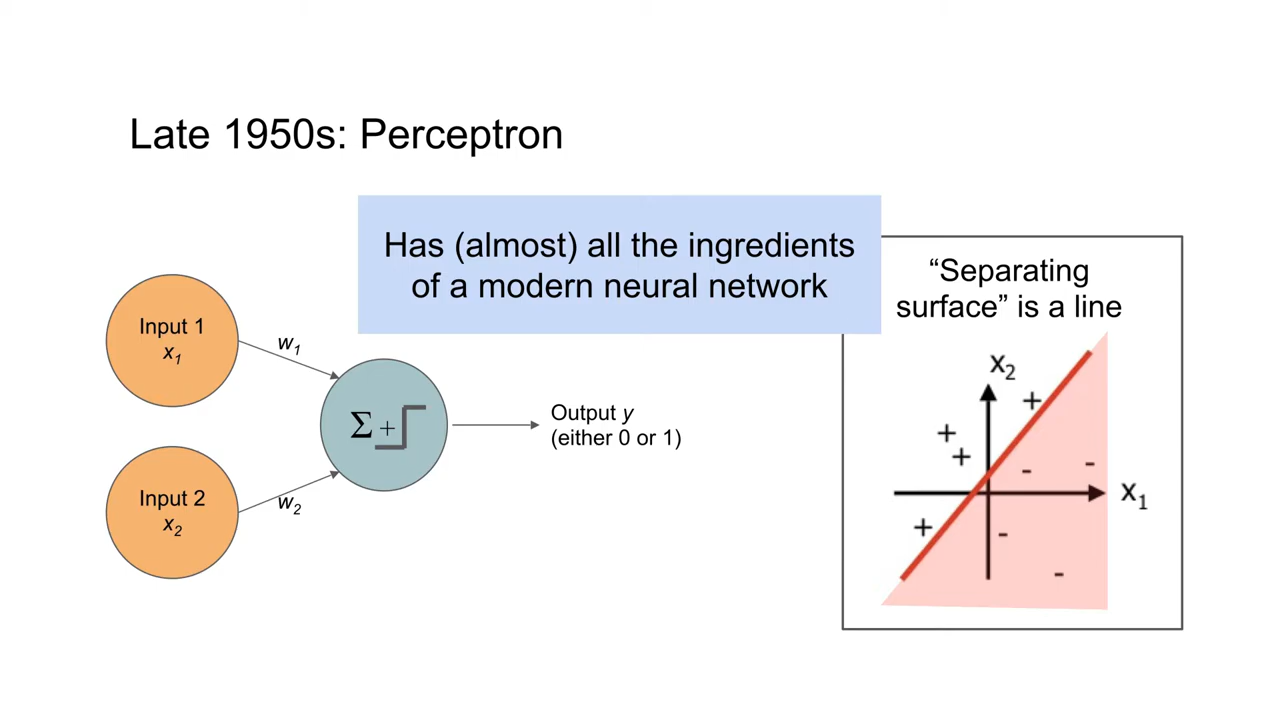 Late 1950s: Perceptron
Has (almost) all the ingredients
of a modern neural network
“Separating
surface” is a line
Input 1
x₁
w₁
Σ +
Output y
(either 0 or 1)
Input 2
x₂
w₂
x₂
+
+
+
-
-
x₁
+
-
-